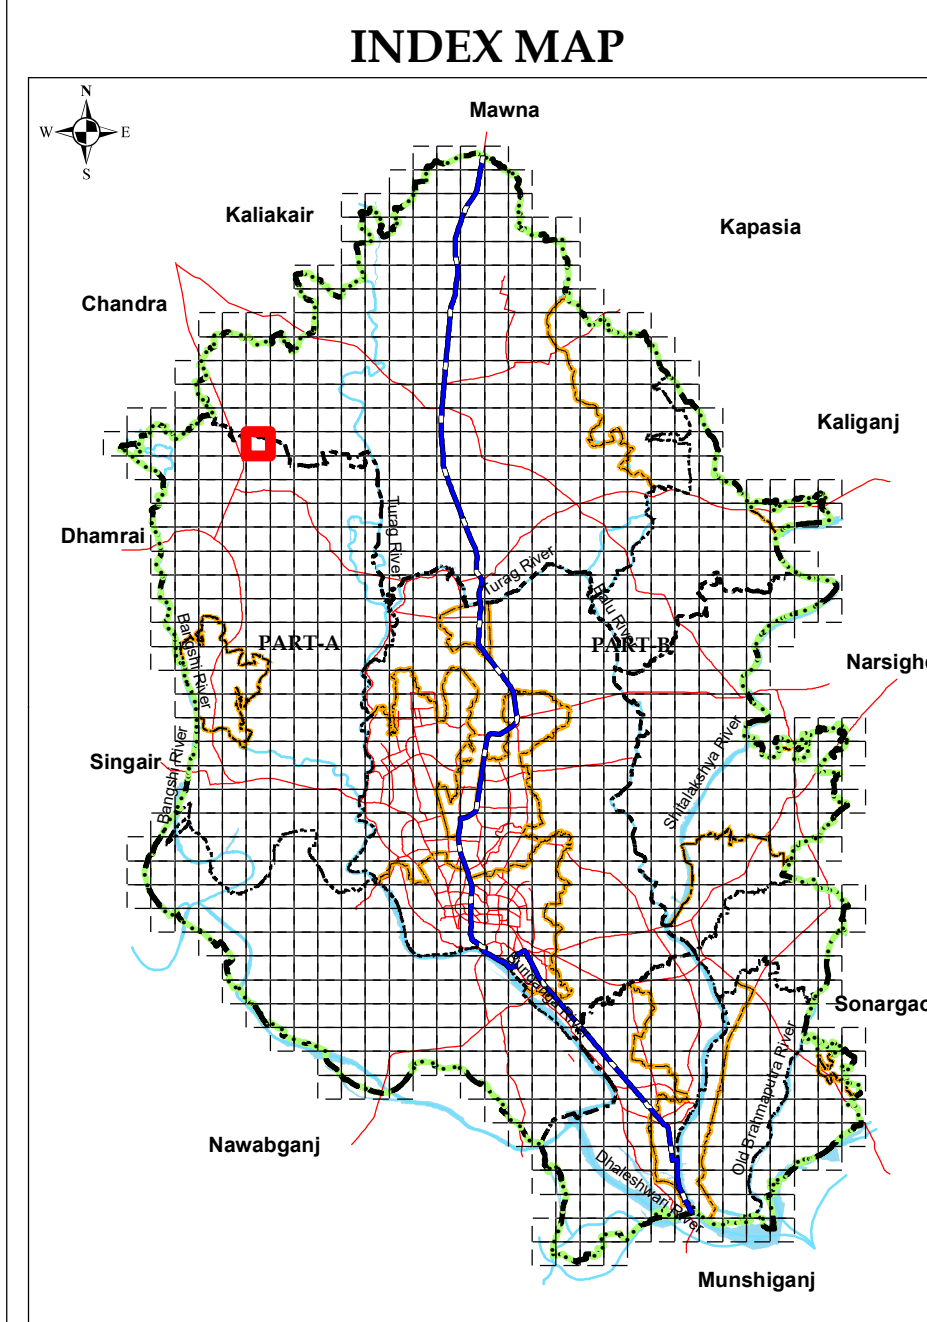 INDEX MAP
N
W E
S
Mawna
Kaliakair
Kapasia
Chandra
Kaliganj
Dhamrai
Turag River
Turag River
Balu River
Bangshi River
PART-A
PART-B
Narsighd
Shitalakshya River
Singair
Bangshi River
Buriganga River
Sonargao
Old Brahmaputra River
Nawabganj
Dhaleshwari River
Munshiganj